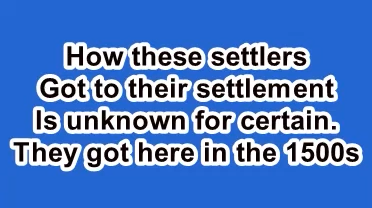 How these settlers
Got to their settlement
Is unknown for certain.
They got here in the 1500s